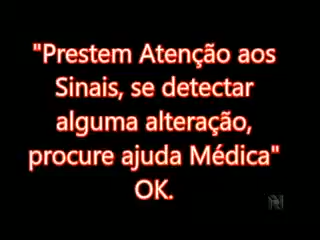 "Prestem Atenção aos
Sinais, se detectar
alguma alteração,
procure ajuda Médica"
OK.